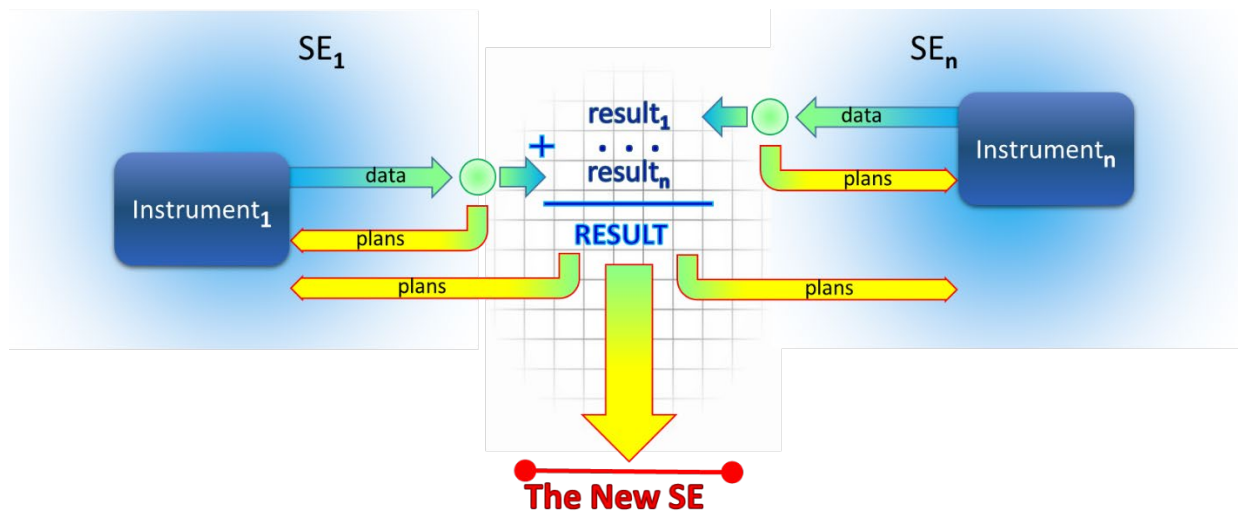 SE₁
SEₙ
result₁
. . .
+
resultₙ
RESULT
data
Instrument₁
plans
plans
data
Instrumentₙ
plans
plans
The New SE